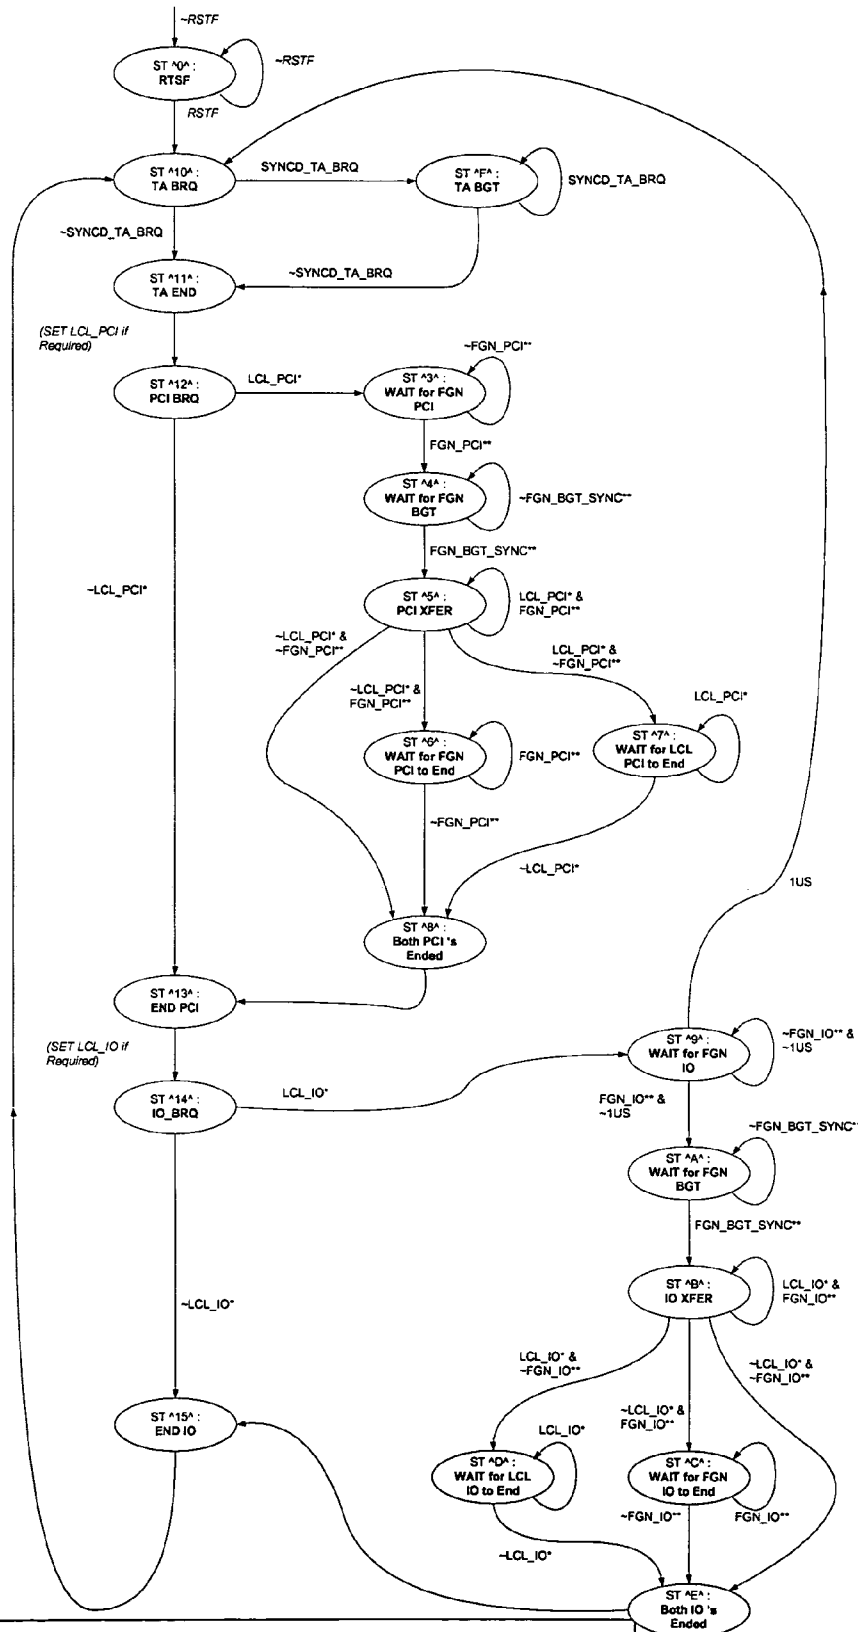 ~RSTF
ST ^0^ :
RTSF
~RSTF
RSTF
ST ^10^ :
TA BRQ
SYNCD_TA_BRQ
ST ^F^ :
TA BGT
SYNCD_TA_BRQ
~SYNCD_TA_BRQ
~SYNCD_TA_BRQ
ST ^11^ :
TA END
(SET LCL_PCI if
Required)
ST ^12^ :
PCI BRQ
LCL_PCI*
~FGN_PCI**
ST ^3^ :
WAIT for FGN
PCI
FGN_PCI**
ST ^4^ :
WAIT for FGN
BGT
~FGN_BGT_SYNC**
FGN_BGT_SYNC**
~LCL_PCI*
ST ^5^ :
PCI XFER
LCL_PCI* &
FGN_PCI**
~LCL_PCI* &
~FGN_PCI**
~LCL_PCI* &
FGN_PCI**
LCL_PCI* &
~FGN_PCI**
LCL_PCI*
ST ^6^ :
WAIT for FGN
PCI to End
FGN_PCI**
ST ^7^ :
WAIT for LCL
PCI to End
~FGN_PCI**
~LCL_PCI*
1US
ST ^8^ :
Both PCI 's
Ended
ST ^13^ :
END PCI
(SET LCL_IO if
Required)
ST ^9^ :
WAIT for FGN
IO
~FGN_IO** &
~1US
ST ^14^ :
IO_BRQ
LCL_IO*
FGN_IO** &
~1US
~FGN_BGT_SYNC**
ST ^A^ :
WAIT for FGN
BGT
FGN_BGT_SYNC**
ST ^B^ :
IO XFER
LCL_IO* &
FGN_IO**
~LCL_IO*
LCL_IO* &
~FGN_IO**
~LCL_IO* &
FGN_IO**
~LCL_IO* &
~FGN_IO**
ST ^15^ :
END IO
LCL_IO*
ST ^D^ :
WAIT for LCL
IO to End
ST ^C^ :
WAIT for FGN
IO to End
~FGN_IO**
FGN_IO**
~LCL_IO*
ST ^E^ :
Both IO 's
Ended